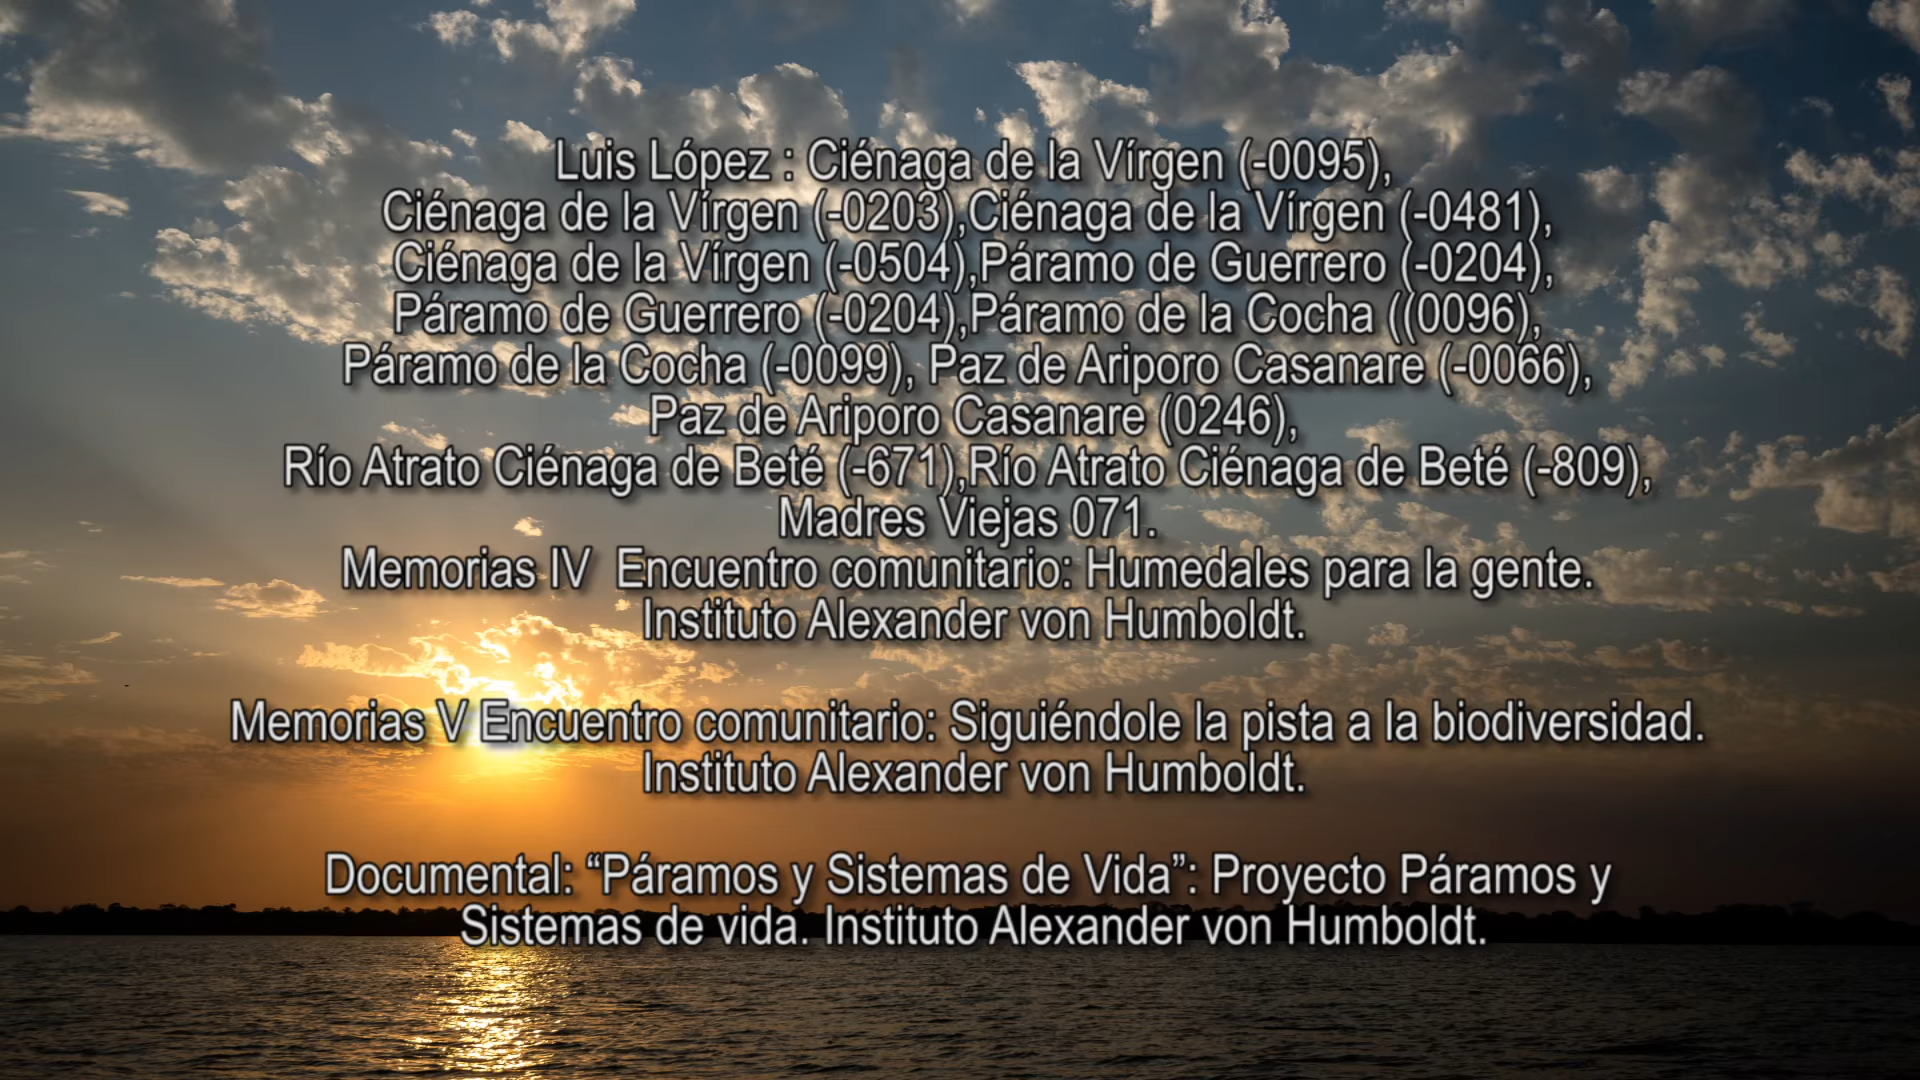 Luis López : Ciénaga de la Vírgen (-0095),
Ciénaga de la Vírgen (-0203),Ciénaga de la Vírgen (-0481),
Ciénaga de la Vírgen (-0504),Páramo de Guerrero (-0204),
Páramo de Guerrero (-0204),Páramo de la Cocha ((0096),
Páramo de la Cocha (-0099), Paz de Ariporo Casanare (-0066),
Paz de Ariporo Casanare (0246),
Río Atrato Ciénaga de Beté (-671),Río Atrato Ciénaga de Beté (-809),
Madres Viejas 071.
Memorias IV  Encuentro comunitario: Humedales para la gente.
Instituto Alexander von Humboldt.
Memorias V Encuentro comunitario: Siguiéndole la pista a la biodiversidad.
Instituto Alexander von Humboldt.
Documental: “Páramos y Sistemas de Vida”: Proyecto Páramos y
Sistemas de vida. Instituto Alexander von Humboldt.